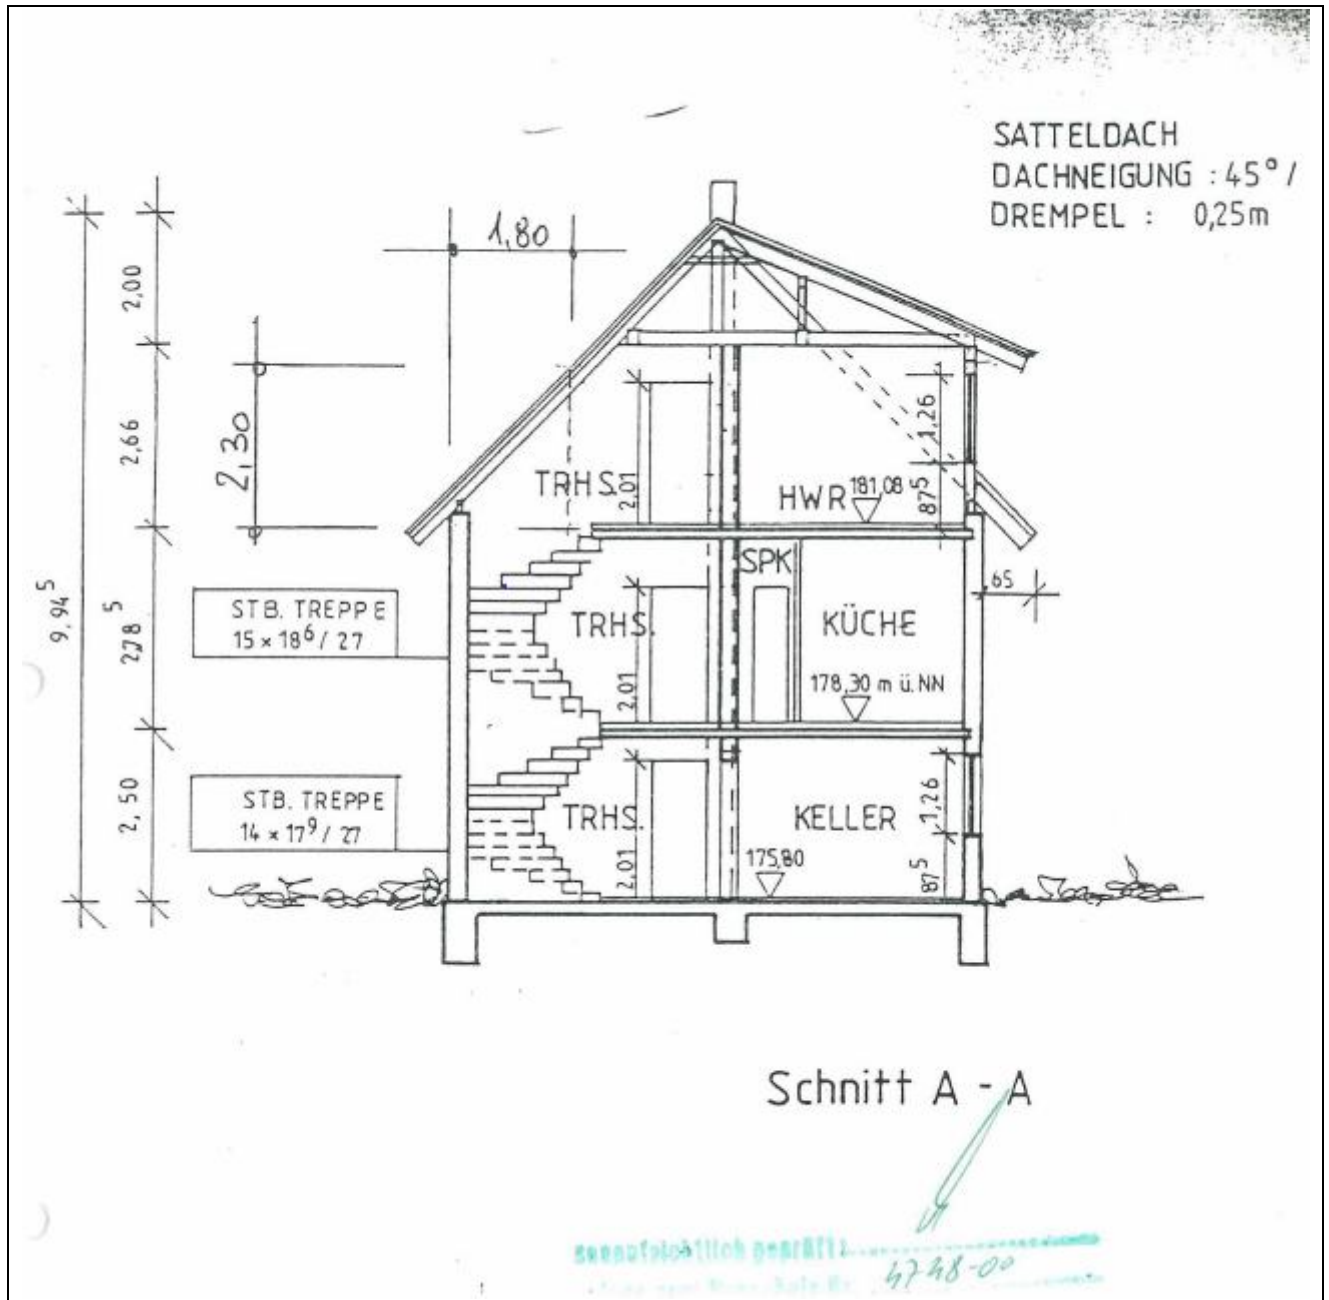 SATTELDACH
DACHNEIGUNG : 45° /
DREMPEL : 0,25m
1,80
2,00
2,66
2,30
1,26
87⁵
TRHS.
2,01
HWR
181,08
SPK
65
9,94⁵
2,78⁵
STB. TREPPE
15 x 18⁶/ 27
TRHS.
2,01
KÜCHE
178,30 m ü.NN
2,50
STB. TREPPE
14 x 17⁹/ 27
TRHS.
2,01
KELLER
1,26
175,80
87⁵
Schnitt A - A
geprüft:
4748-00